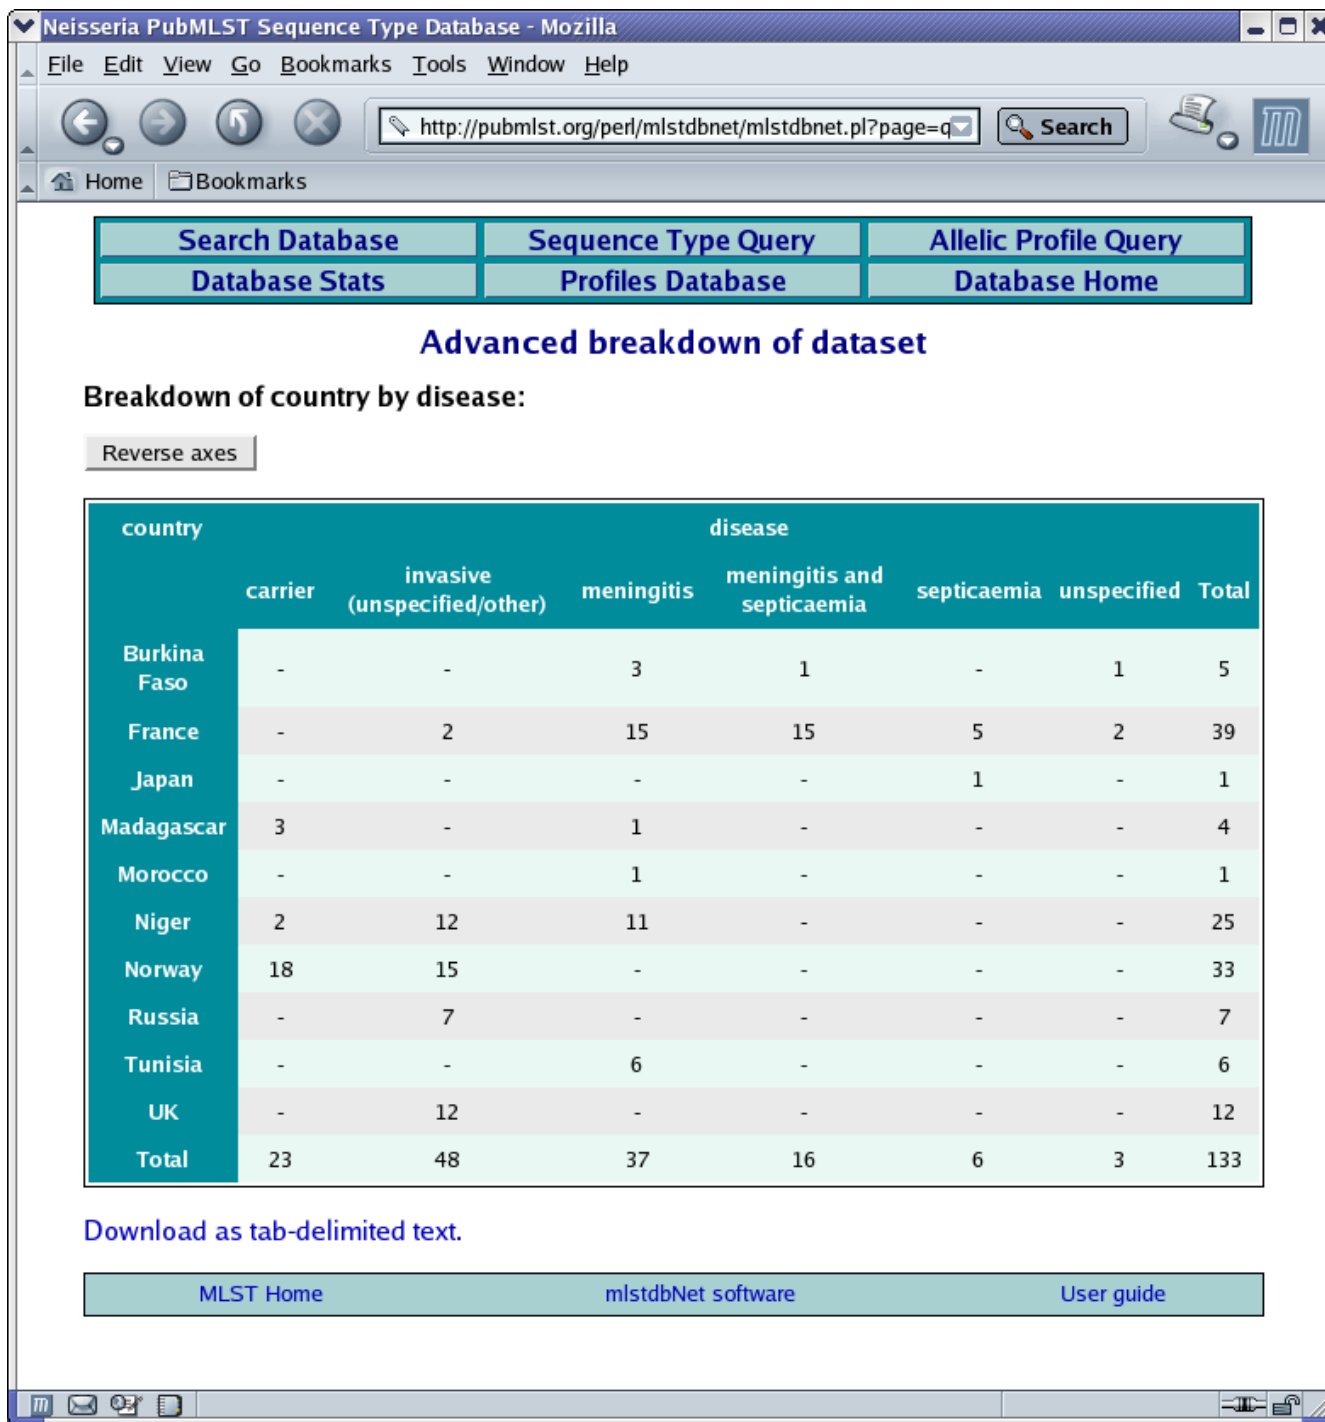 Neisseria PubMLST Sequence Type Database - Mozilla
File Edit View Go Bookmarks Tools Window Help
http://pubmlst.org/perl/mlstdbnet/mlstdbnet.pl?page=q Search
Home Bookmarks
Search Database Sequence Type Query Allelic Profile Query
Database Stats Profiles Database Database Home
Advanced breakdown of dataset
Breakdown of country by disease:
Reverse axes
country disease
carrier invasive (unspecified/other) meningitis meningitis and septicaemia septicaemia unspecified Total
Burkina Faso - - 3 1 - 1 5
France - 2 15 15 5 2 39
Japan - - - - 1 - 1
Madagascar 3 - 1 - - - 4
Morocco - - 1 - - - 1
Niger 2 12 11 - - - 25
Norway 18 15 - - - - 33
Russia - 7 - - - - 7
Tunisia - - 6 - - - 6
UK - 12 - - - - 12
Total 23 48 37 16 6 3 133
Download as tab-delimited text.
MLST Home mlstdbNet software User guide